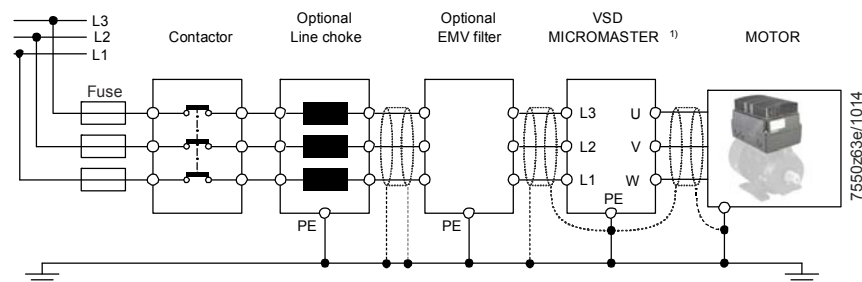 L3
L2
L1
Fuse
Contactor
Optional
Line choke
Optional
EMV filter
VSD
MICROMASTER 1)
MOTOR
L3
L2
L1
U
V
W
PE
PE
PE
7550z63e/1014